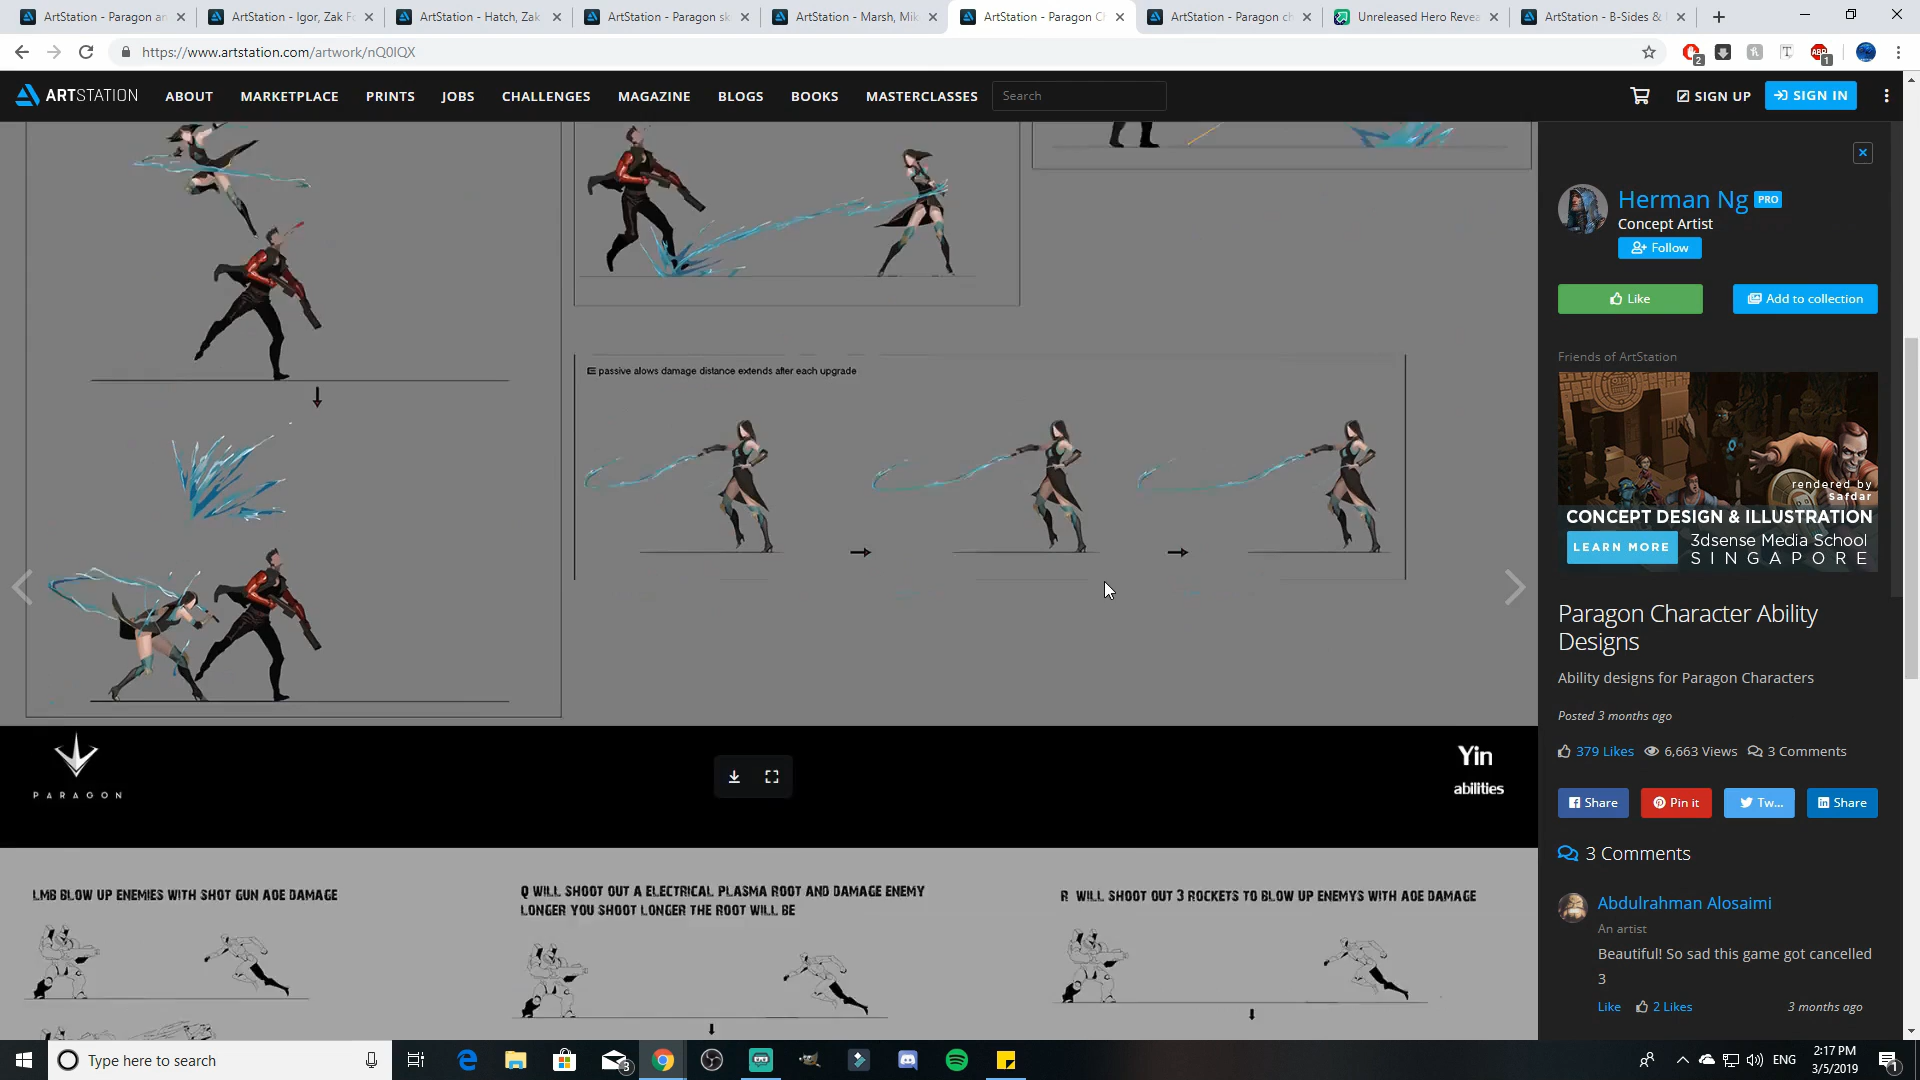 ArtStation - Paragon ar
ArtStation - Igor, Zak Fo
ArtStation - Hatch, Zak
ArtStation - Paragon sk
ArtStation - Marsh, Mik
ArtStation - Paragon Ch
ArtStation - Paragon ch
Unreleased Hero Revea
ArtStation - B-Sides &
https://www.artstation.com/artwork/nQ0lQX
2
ABP
1
ARTSTATION
ABOUT
MARKETPLACE
PRINTS
JOBS
CHALLENGES
MAGAZINE
BLOGS
BOOKS
MASTERCLASSES
Search
SIGN UP
SIGN IN
Herman Ng PRO
Concept Artist
Follow
Like
Add to collection
E passive alows damage distance extends after each upgrade
Friends of ArtStation
rendered by
Safdar
CONCEPT DESIGN & ILLUSTRATION
LEARN MORE
3dsense Media School
SINGAPORE
Paragon Character Ability
Designs
Ability designs for Paragon Characters
Posted 3 months ago
379 Likes 6,663 Views 3 Comments
PARAGON
Yin
abilities
Share
Pin it
Tw...
Share
3 Comments
LMB BLOW UP ENEMIES WITH SHOT GUN AOE DAMAGE
Q WILL SHOOT OUT A ELECTRICAL PLASMA ROOT AND DAMAGE ENEMY
LONGER YOU SHOOT LONGER THE ROOT WILL BE
R WILL SHOOT OUT 3 ROCKETS TO BLOW UP ENEMYS WITH AOE DAMAGE
Abdulrahman Alosaimi
An artist
Beautiful! So sad this game got cancelled
3
Like 2 Likes 3 months ago
Type here to search
3
ENG
2:17 PM
3/5/2019
1